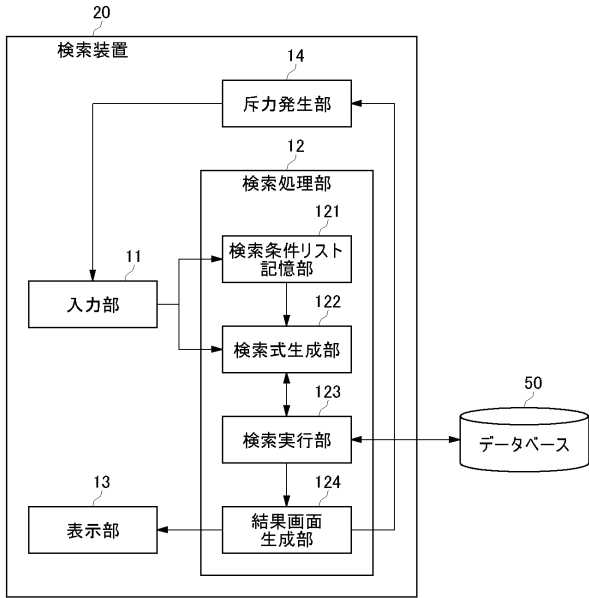 20
検索装置
14
斥力発生部
12
検索処理部
121
検索条件リスト
記憶部
11
入力部
122
検索式生成部
123
検索実行部
50
データベース
13
表示部
124
結果画面
生成部